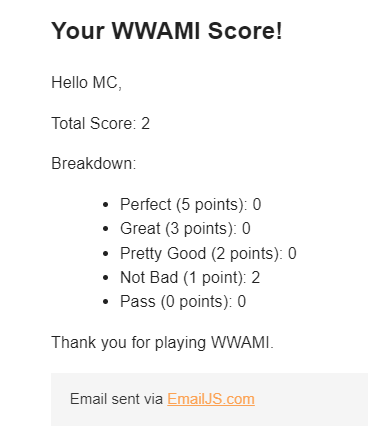 Your WWAMI Score!
Hello MC,
Total Score: 2
Breakdown:
• Perfect (5 points): 0
• Great (3 points): 0
• Pretty Good (2 points): 0
• Not Bad (1 point): 2
• Pass (0 points): 0
Thank you for playing WWAMI.
Email sent via EmailJS.com